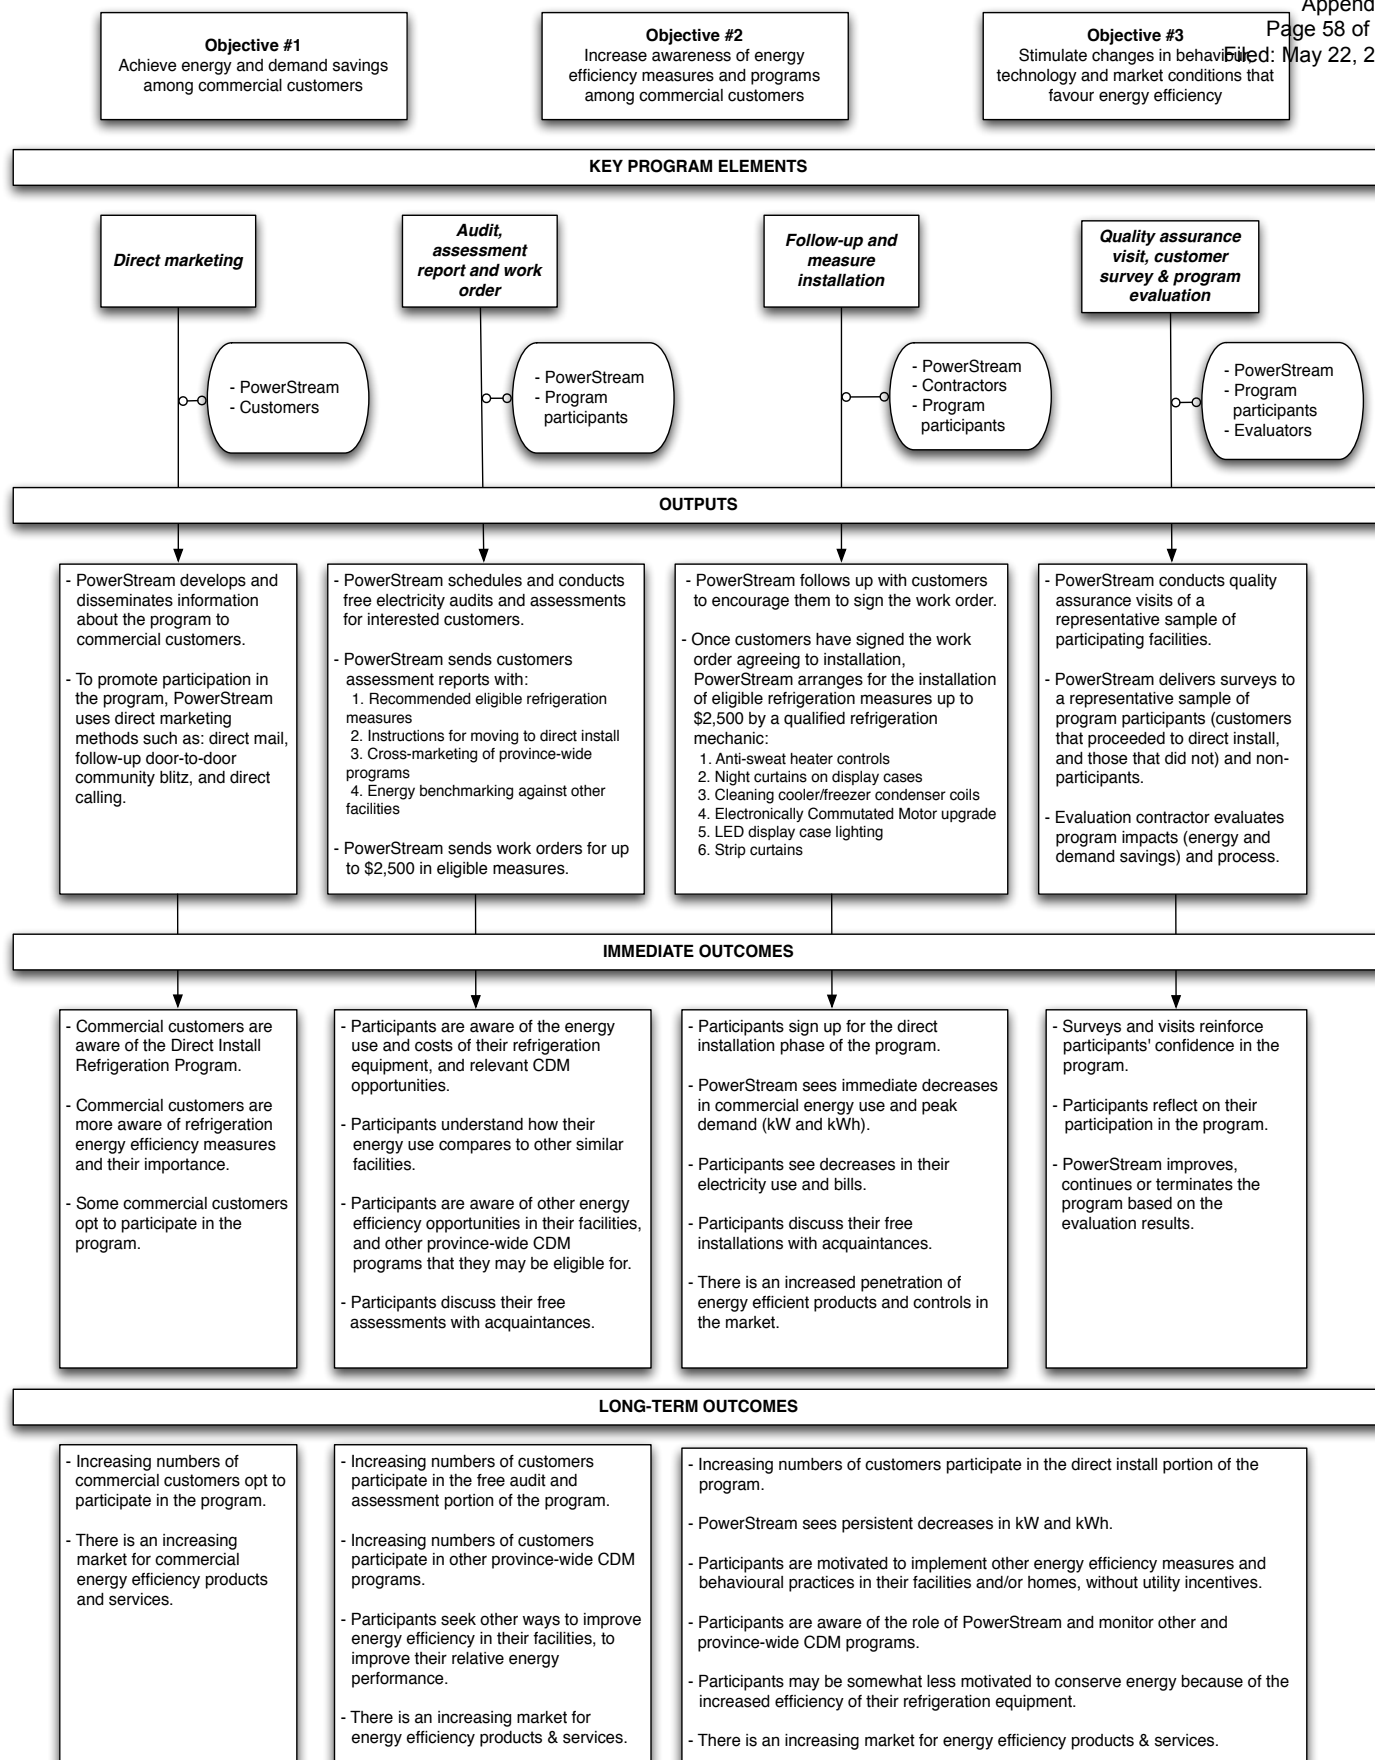 Append
Page 58 of
Filed: May 22, 2
Objective #1
Achieve energy and demand savings
among commercial customers
Objective #2
Increase awareness of energy
efficiency measures and programs
among commercial customers
Objective #3
Stimulate changes in behaviour,
technology and market conditions that
favour energy efficiency
KEY PROGRAM ELEMENTS
Direct marketing
Audit,
assessment
report and work
order
Follow-up and
measure
installation
Quality assurance
visit, customer
survey & program
evaluation
- PowerStream
- Customers
- PowerStream
- Program
participants
- PowerStream
- Contractors
- Program
participants
- PowerStream
- Program
participants
- Evaluators
OUTPUTS
- PowerStream develops and
disseminates information
about the program to
commercial customers.
- To promote participation in
the program, PowerStream
uses direct marketing
methods such as: direct mail,
follow-up door-to-door
community blitz, and direct
calling.
- PowerStream schedules and conducts
free electricity audits and assessments
for interested customers.
- PowerStream sends customers
assessment reports with:
1. Recommended eligible refrigeration
measures
2. Instructions for moving to direct install
3. Cross-marketing of province-wide
programs
4. Energy benchmarking against other
facilities
- PowerStream sends work orders for up
to $2,500 in eligible measures.
- PowerStream follows up with customers
to encourage them to sign the work order.
- Once customers have signed the work
order agreeing to installation,
PowerStream arranges for the installation
of eligible refrigeration measures up to
$2,500 by a qualified refrigeration
mechanic:
1. Anti-sweat heater controls
2. Night curtains on display cases
3. Cleaning cooler/freezer condenser coils
4. Electronically Commutated Motor upgrade
5. LED display case lighting
6. Strip curtains
- PowerStream conducts quality
assurance visits of a
representative sample of
participating facilities.
- PowerStream delivers surveys to
a representative sample of
program participants (customers
that proceeded to direct install,
and those that did not) and non-
participants.
- Evaluation contractor evaluates
program impacts (energy and
demand savings) and process.
IMMEDIATE OUTCOMES
- Commercial customers are
aware of the Direct Install
Refrigeration Program.
- Commercial customers are
more aware of refrigeration
energy efficiency measures
and their importance.
- Some commercial customers
opt to participate in the
program.
- Participants are aware of the energy
use and costs of their refrigeration
equipment, and relevant CDM
opportunities.
- Participants understand how their
energy use compares to other similar
facilities.
- Participants are aware of other energy
efficiency opportunities in their facilities,
and other province-wide CDM
programs that they may be eligible for.
- Participants discuss their free
assessments with acquaintances.
- Participants sign up for the direct
installation phase of the program.
- PowerStream sees immediate decreases
in commercial energy use and peak
demand (kW and kWh).
- Participants see decreases in their
electricity use and bills.
- Participants discuss their free
installations with acquaintances.
- There is an increased penetration of
energy efficient products and controls in
the market.
- Surveys and visits reinforce
participants' confidence in the
program.
- Participants reflect on their
participation in the program.
- PowerStream improves,
continues or terminates the
program based on the
evaluation results.
LONG-TERM OUTCOMES
- Increasing numbers of
commercial customers opt to
participate in the program.
- There is an increasing
market for commercial
energy efficiency products
and services.
- Increasing numbers of customers
participate in the free audit and
assessment portion of the program.
- Increasing numbers of customers
participate in other province-wide CDM
programs.
- Participants seek other ways to improve
energy efficiency in their facilities, to
improve their relative energy
performance.
- There is an increasing market for
energy efficiency products & services.
- Increasing numbers of customers participate in the direct install portion of the
program.
- PowerStream sees persistent decreases in kW and kWh.
- Participants are motivated to implement other energy efficiency measures and
behavioural practices in their facilities and/or homes, without utility incentives.
- Participants are aware of the role of PowerStream and monitor other and
province-wide CDM programs.
- Participants may be somewhat less motivated to conserve energy because of the
increased efficiency of their refrigeration equipment.
- There is an increasing market for energy efficiency products & services.